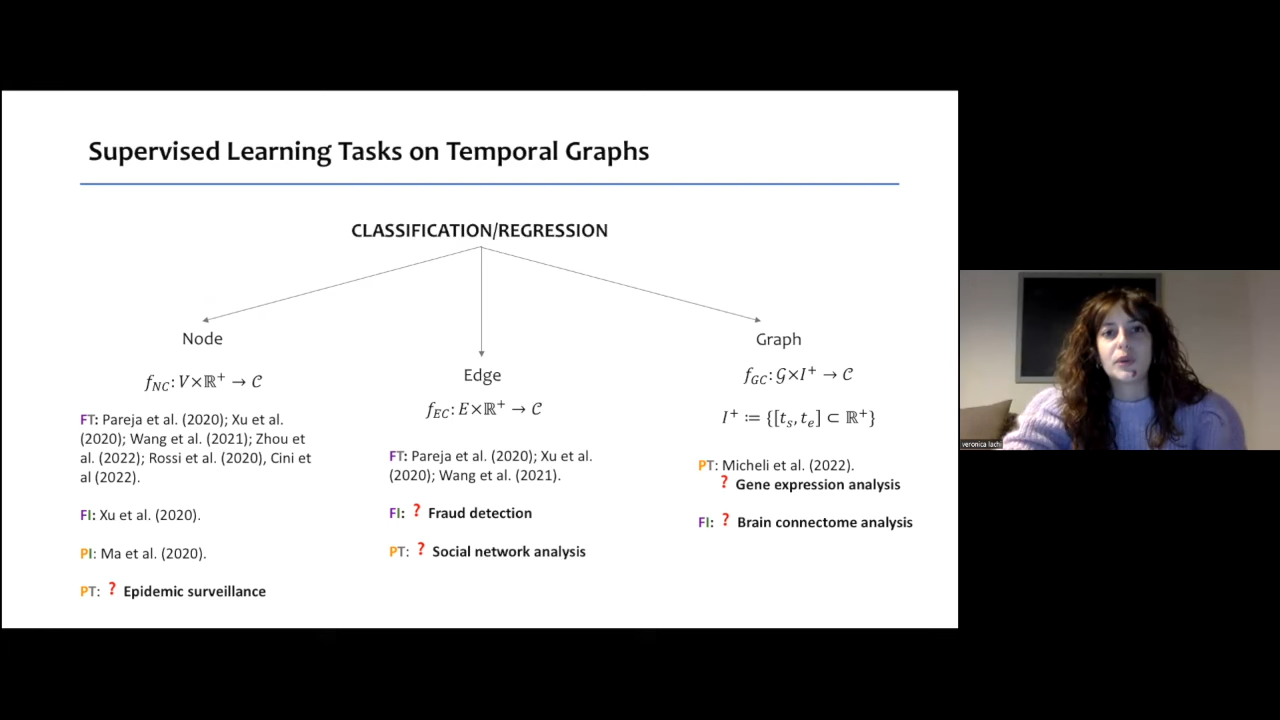 Supervised Learning Tasks on Temporal Graphs
CLASSIFICATION/REGRESSION
Node
f_NC: V×ℝ⁺ → 𝒞
FT: Pareja et al. (2020); Xu et al.
(2020); Wang et al. (2021); Zhou et
al. (2022); Rossi et al. (2020), Cini et
al (2022).
FI: Xu et al. (2020).
PI: Ma et al. (2020).
PT: ? Epidemic surveillance
Edge
f_EC: E×ℝ⁺ → 𝒞
FT: Pareja et al. (2020); Xu et al.
(2020); Wang et al. (2021).
FI: ? Fraud detection
PT: ? Social network analysis
Graph
f_GC: 𝒢×I⁺ → 𝒞
I⁺ ≔ {[t_s, t_e] ⊂ ℝ⁺}
PT: Micheli et al. (2022).
? Gene expression analysis
FI: ? Brain connectome analysis
veronica lachi